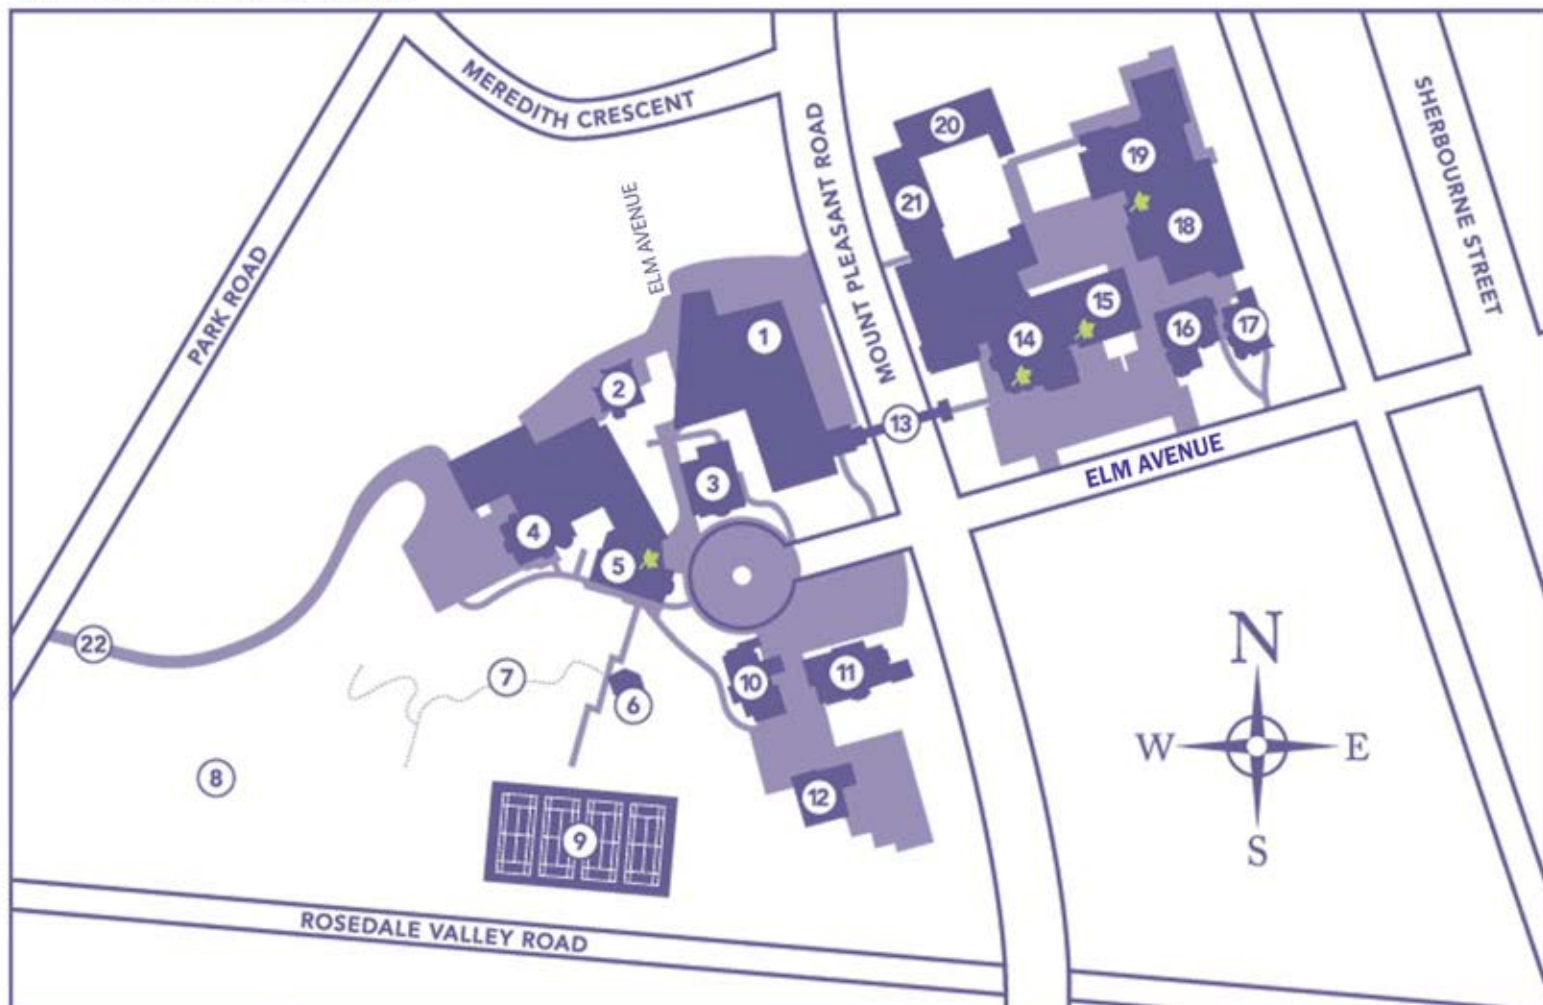 MEREDITH CRESCENT
MOUNT PLEASANT ROAD
SHERBOURNE STREET
PARK ROAD
ELM AVENUE
20
19
21
18
15
1
14
16
17
2
13
ELM AVENUE
3
4
5
22
7
6
10
11
N
W
E
S
8
12
9
ROSEDALE VALLEY ROAD